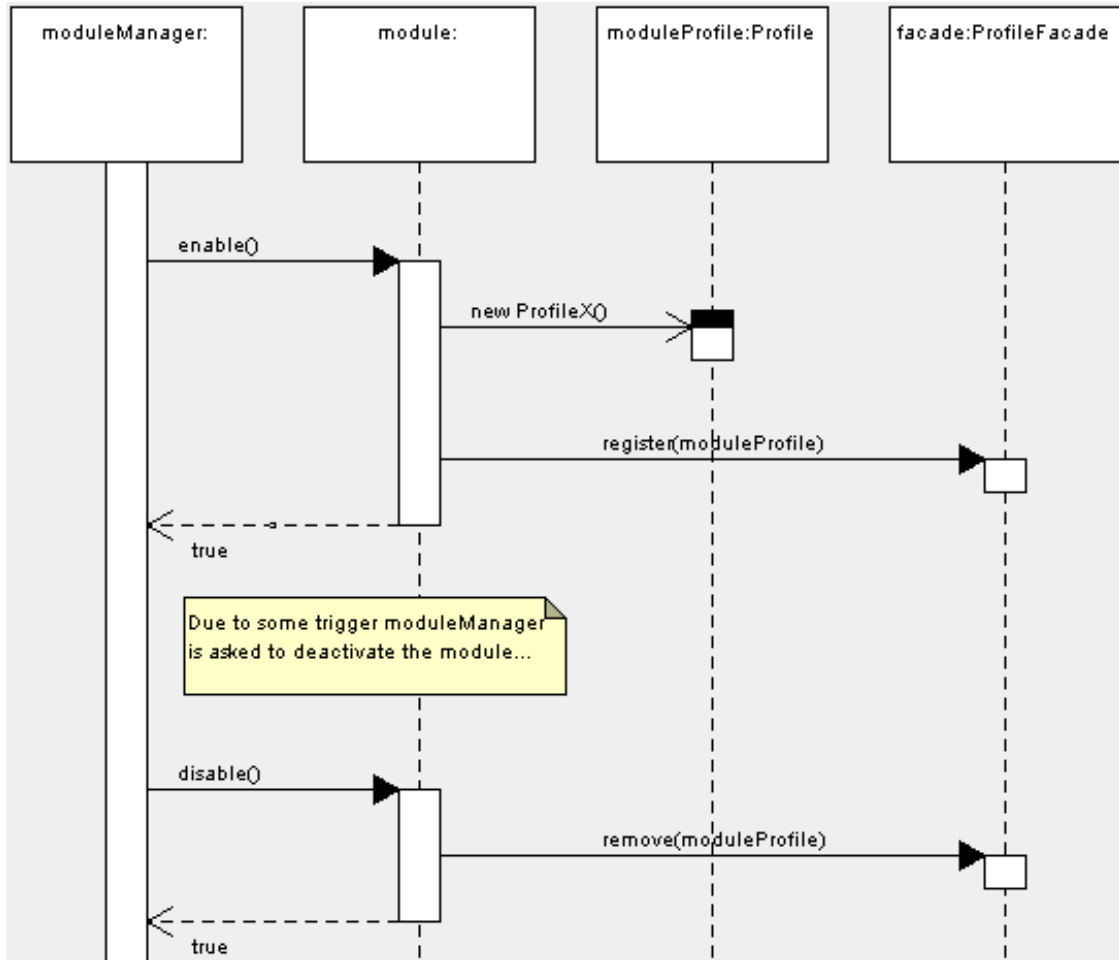 moduleManager:
module:
moduleProfile:Profile
facade:ProfileFacade
enable()
new ProfileX()
register(moduleProfile)
true
Due to some trigger moduleManager
is asked to deactivate the module...
disable()
remove(moduleProfile)
true